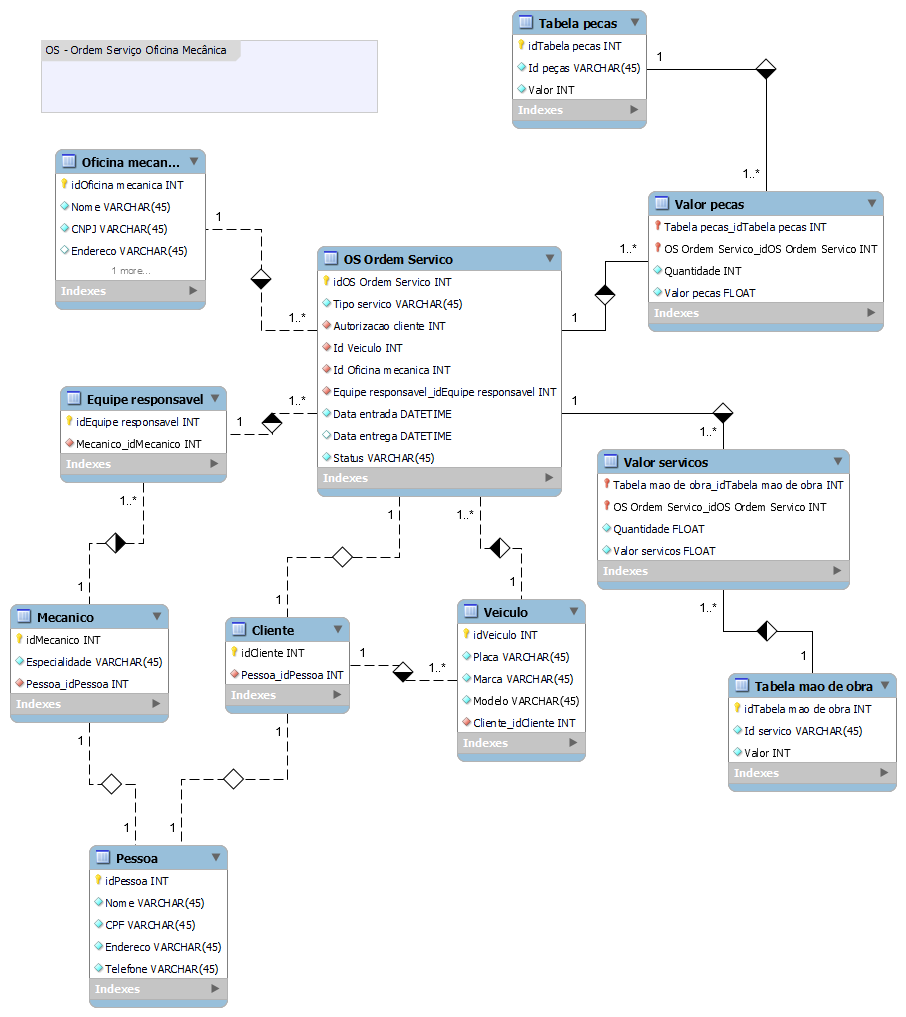 OS - Ordem Serviço Oficina Mecânica
Tabela pecas
idTabela pecas INT
Id peças VARCHAR(45)
Valor INT
Indexes
1
1..*
Oficina mecan...
idOficina mecanica INT
Nome VARCHAR(45)
CNPJ VARCHAR(45)
Endereco VARCHAR(45)
1 more...
Indexes
1
1..*
Valor pecas
Tabela pecas_idTabela pecas INT
OS Ordem Servico_idOS Ordem Servico INT
Quantidade INT
Valor pecas FLOAT
Indexes
1..*
1
OS Ordem Servico
idOS Ordem Servico INT
Tipo servico VARCHAR(45)
Autorizacao cliente INT
Id Veiculo INT
Id Oficina mecanica INT
Equipe responsavel_idEquipe responsavel INT
Data entrada DATETIME
Data entrega DATETIME
Status VARCHAR(45)
Indexes
Equipe responsavel
idEquipe responsavel INT
Mecanico_idMecanico INT
Indexes
1
1..*
1
1..*
Valor servicos
Tabela mao de obra_idTabela mao de obra INT
OS Ordem Servico_idOS Ordem Servico INT
Quantidade FLOAT
Valor servicos FLOAT
Indexes
1..*
1
1..*
1
1
1
1..*
1
Mecanico
idMecanico INT
Especialidade VARCHAR(45)
Pessoa_idPessoa INT
Indexes
Cliente
idCliente INT
Pessoa_idPessoa INT
Indexes
1
1..*
Veiculo
idVeiculo INT
Placa VARCHAR(45)
Marca VARCHAR(45)
Modelo VARCHAR(45)
Cliente_idCliente INT
Indexes
Tabela mao de obra
idTabela mao de obra INT
Id servico VARCHAR(45)
Valor INT
Indexes
1
1
1
1
Pessoa
idPessoa INT
Nome VARCHAR(45)
CPF VARCHAR(45)
Endereco VARCHAR(45)
Telefone VARCHAR(45)
Indexes